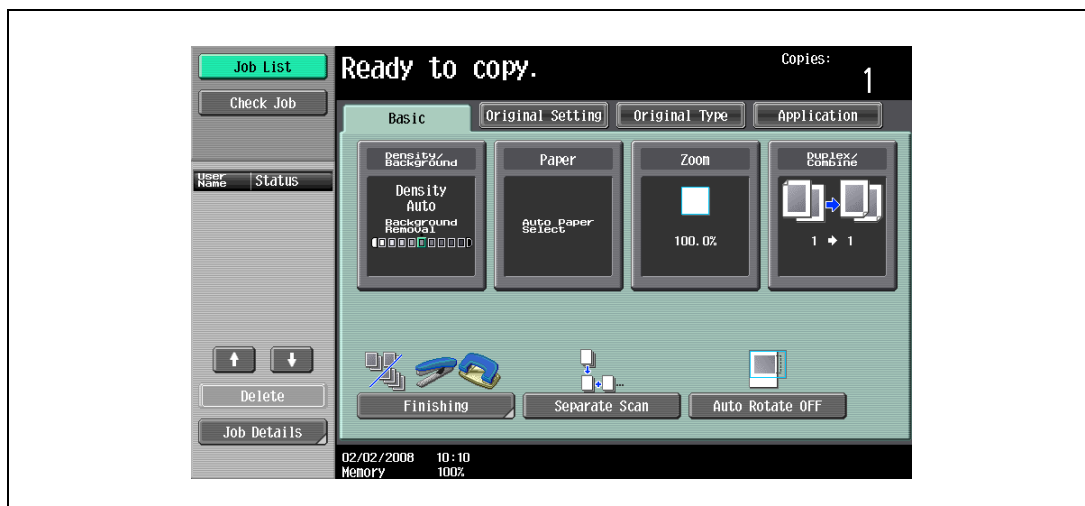 Job List
Check Job
User
Name
Status
Delete
Job Details
Ready to copy.
Copies:
1
Basic
Original Setting
Original Type
Application
Density/
Background
Density
Auto
Background
Removal
Paper
Auto Paper
Select
Zoom
100.0%
Duplex/
Combine
1 → 1
Finishing
Separate Scan
Auto Rotate OFF
02/02/2008 10:10
Memory 100%